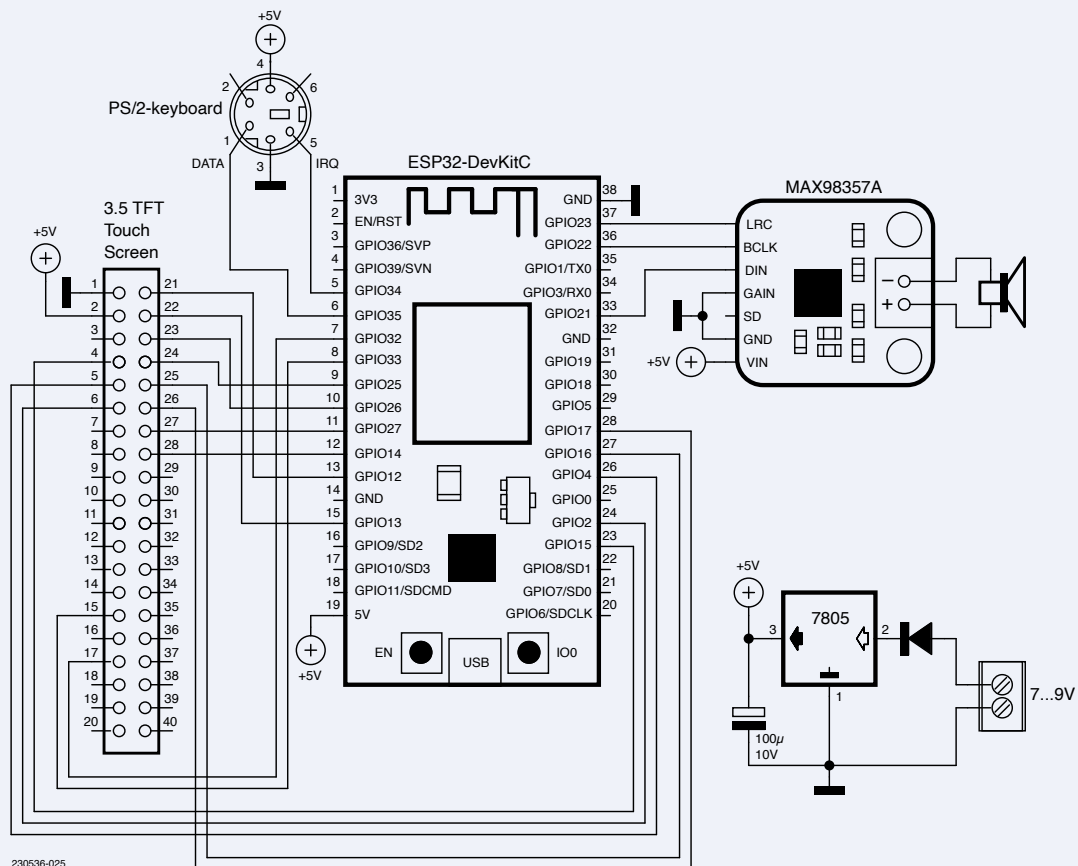 +5V
4
2
6
PS/2-keyboard
1
5
DATA
3
IRQ
ESP32-DevKitC
MAX98357A
3.5 TFT
Touch
Screen
+5V
1 21
2 22
3 23
4 24
5 25
6 26
7 27
8 28
9 29
10 30
11 31
12 32
13 33
14 34
15 35
16 36
17 37
18 38
19 39
20 40
1 3V3
2 EN/RST
3 GPIO36/SVP
4 GPIO39/SVN
5 GPIO34
6 GPIO35
7 GPIO32
8 GPIO33
9 GPIO25
10 GPIO26
11 GPIO27
12 GPIO14
13 GPIO12
14 GND
15 GPIO13
16 GPIO9/SD2
17 GPIO10/SD3
18 GPIO11/SDCMD
19 5V
+5V
GND 38
GPIO23 37
GPIO22 36
GPIO1/TX0 35
GPIO3/RX0 34
GPIO21 33
GND 32
GPIO19 31
GPIO18 30
GPIO5 29
GPIO17 28
GPIO16 27
GPIO4 26
GPIO0 25
GPIO2 24
GPIO15 23
GPIO8/SD1 22
GPIO7/SD0 21
GPIO6/SDCLK 20
EN
USB
IO0
LRC
BCLK
DIN
GAIN
SD
GND
VIN
+5V
–
+
+5V
7805
3
2
1
100µ
10V
7...9V
230536-025